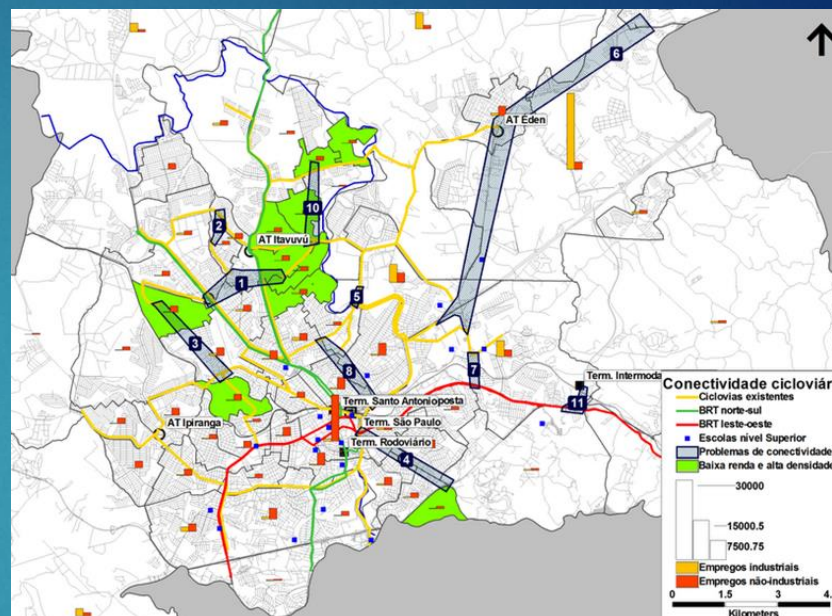 6
AT Éden
10
2
AT Itavuvú
1
5
3
8
7
Term. Intermoda
11
Term. Santo Antonioposta
Term. São Paulo
AT Ipiranga
Term. Rodoviário
4
Conectividade cicloviár
Ciclovias existentes
BRT norte-sul
BRT leste-oeste
Escolas nível Superior
Problemas de conectividade
Baixa renda e alta densidade
30000
15000.5
7500.75
Empregos industriais
Empregos não-industriais
0 1.5 3 4.
Kilometers